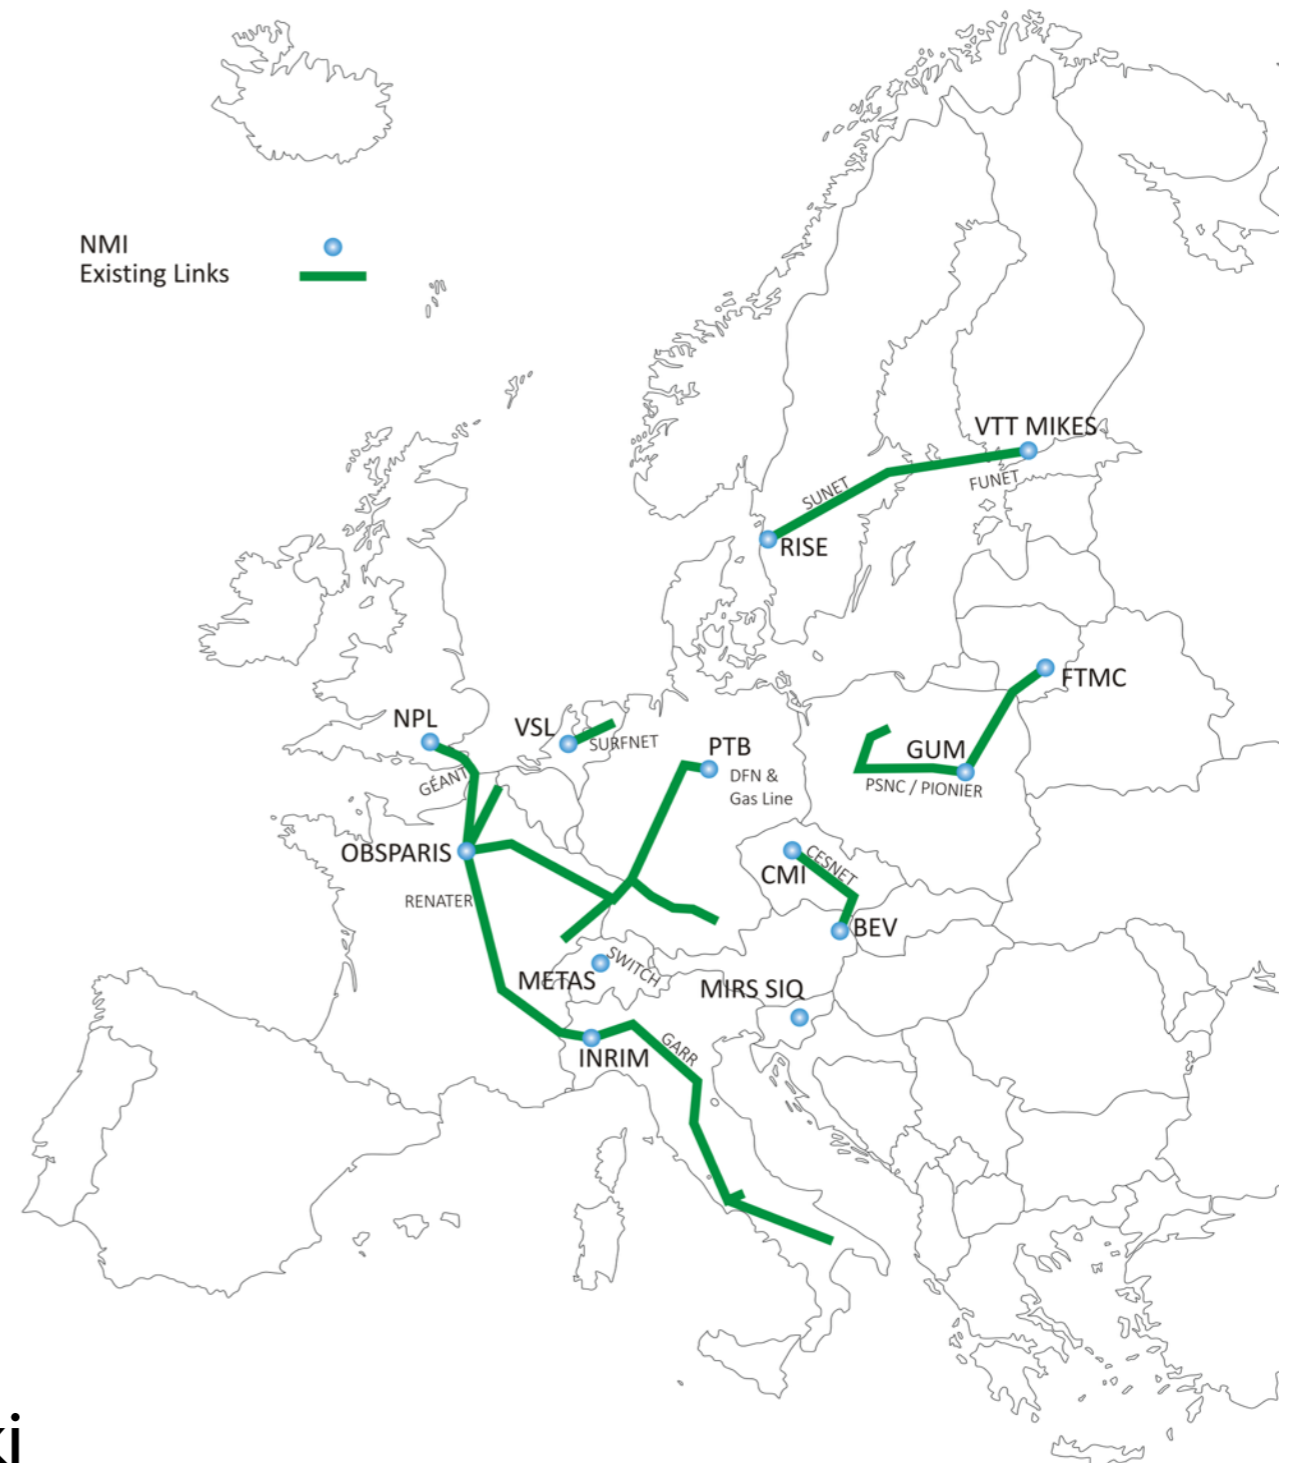 NMI
Existing Links
VTT MIKES
SUNET
FUNET
RISE
FTMC
NPL
VSL
SURFNET
PTB
GUM
DFN &
Gas Line
GÉANT
PSNC / PIONIER
OBSPARIS
CESNET
CMI
RENATER
BEV
SWITCH
METAS
MIRS SIQ
GARR
INRIM